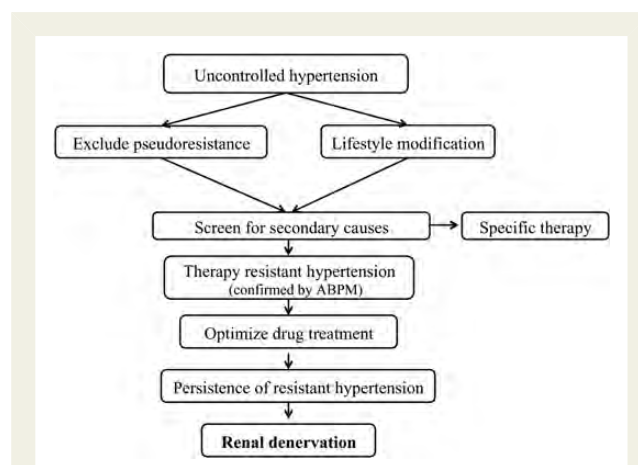 Uncontrolled hypertension
Exclude pseudoresistance
Lifestyle modification
Screen for secondary causes
Specific therapy
Therapy resistant hypertension
(confirmed by ABPM)
Optimize drug treatment
Persistence of resistant hypertension
Renal denervation